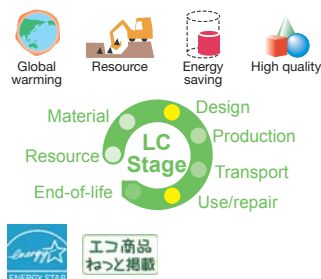 Global
warming
Resource
Energy
saving
High quality
Material
Design
LC
Stage
Production
Resource
Transport
End-of-life
Use/repair
energy
ENERGY STAR
エコ商品
ねっと掲載